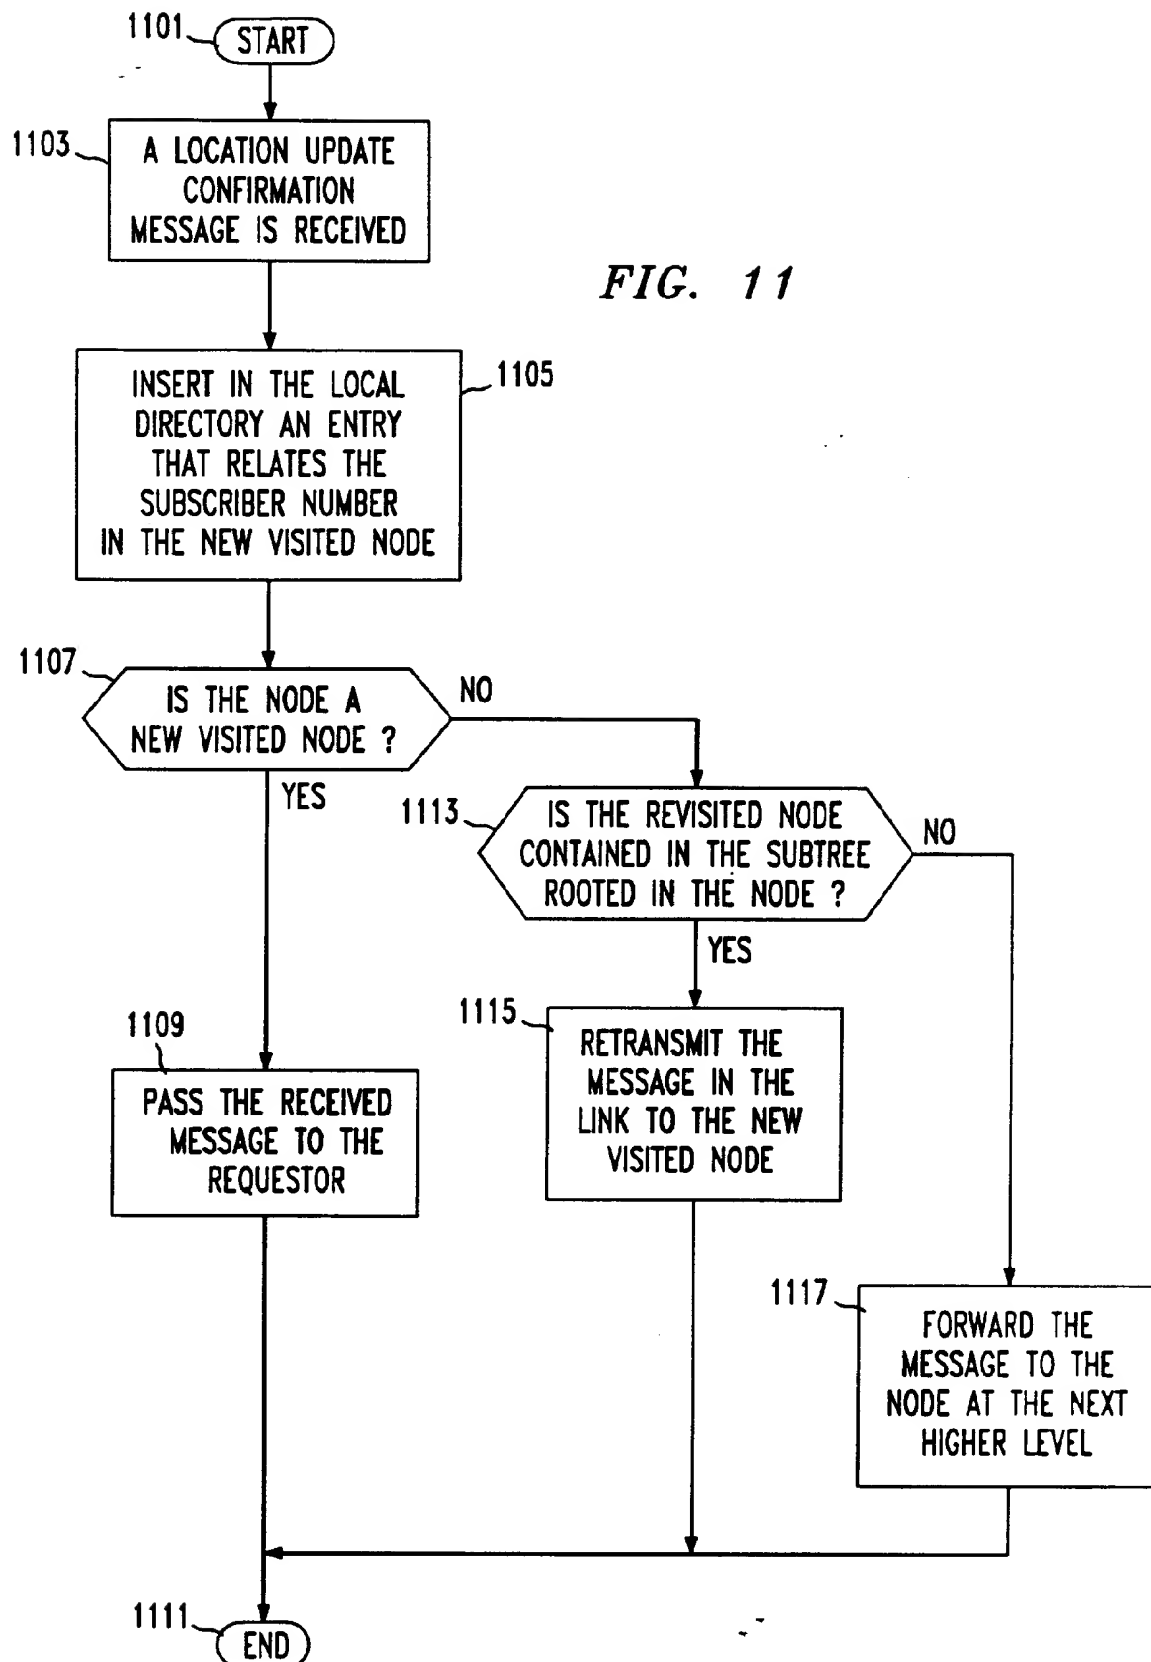 1101
START
1103
A LOCATION UPDATE
CONFIRMATION
MESSAGE IS RECEIVED
FIG. 11
1105
INSERT IN THE LOCAL
DIRECTORY AN ENTRY
THAT RELATES THE
SUBSCRIBER NUMBER
IN THE NEW VISITED NODE
1107
IS THE NODE A
NEW VISITED NODE ?
NO
YES
1113
IS THE REVISITED NODE
CONTAINED IN THE SUBTREE
ROOTED IN THE NODE ?
NO
YES
1109
PASS THE RECEIVED
MESSAGE TO THE
REQUESTOR
1115
RETRANSMIT THE
MESSAGE IN THE
LINK TO THE NEW
VISITED NODE
1117
FORWARD THE
MESSAGE TO THE
NODE AT THE NEXT
HIGHER LEVEL
1111
END